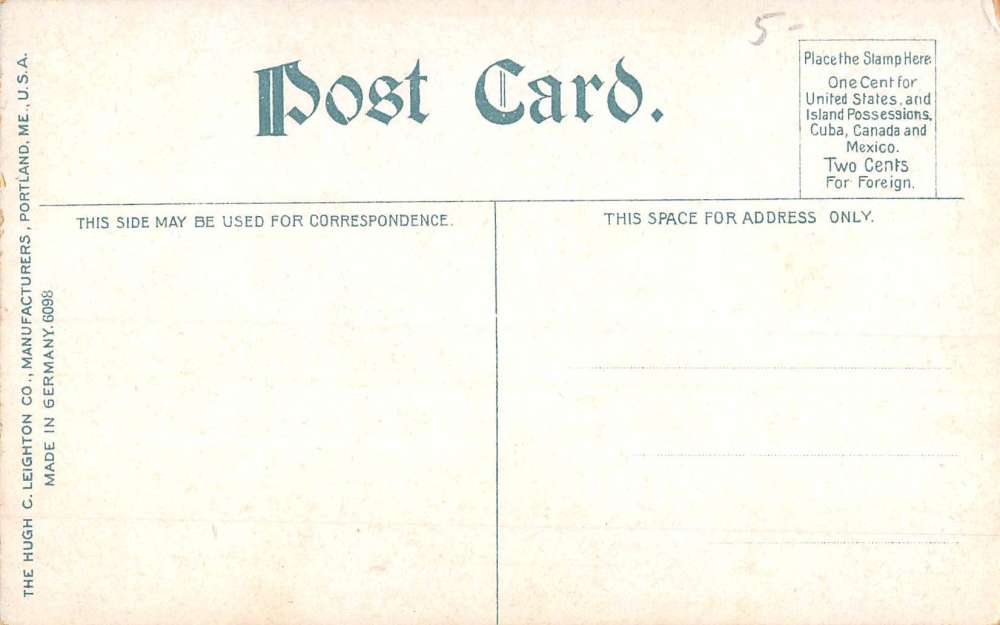 5-
Post Card.
Place the Stamp Here
One Cent for
United States, and
Island Possessions,
Cuba, Canada and
Mexico.
Two Cents
For Foreign.
THIS SIDE MAY BE USED FOR CORRESPONDENCE.
THIS SPACE FOR ADDRESS ONLY.
THE HUGH C. LEIGHTON CO., MANUFACTURERS, PORTLAND, ME., U.S.A.
MADE IN GERMANY. 6098